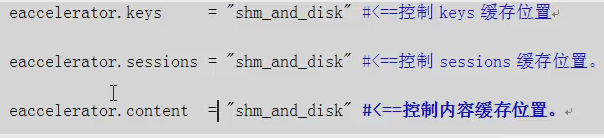 eaccelerator.keys = "shm_and_disk" #<==控制 keys 缓存位置
eaccelerator.sessions = "shm_and_disk" #<==控制 sessions 缓存位置。
eaccelerator.content = "shm_and_disk" #<==控制内容缓存位置。